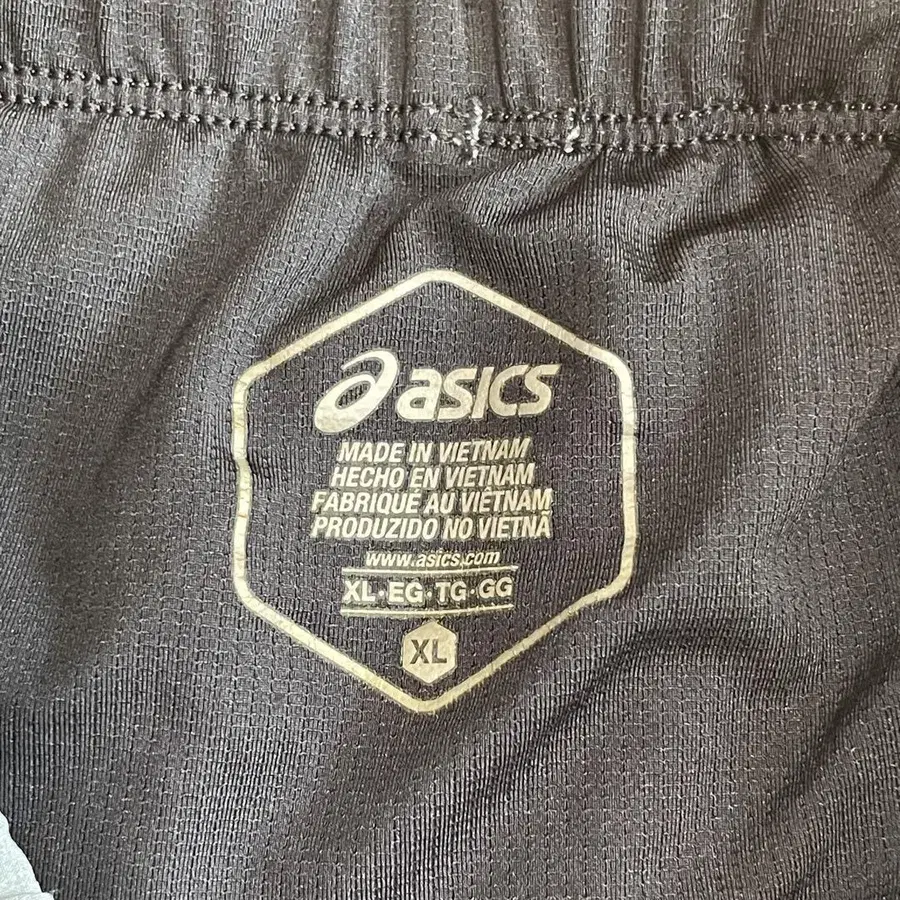 asics
MADE IN VIETNAM
HECHO EN VIETNAM
FABRIQUÉ AU VIÊTNAM
PRODUZIDO NO VIETNÃ
www.asics.com
XL·EG·TG·GG
XL